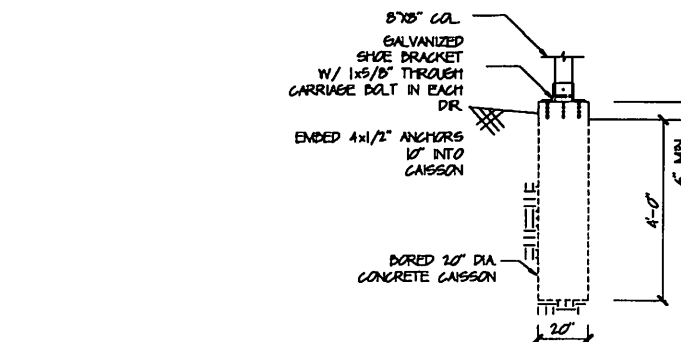 8"X8" COL.
GALVANIZED
SHOE BRACKET
W/ 1x5/8" THROUGH
CARRIAGE BOLT IN EACH
DIR
EMBED 4x1/2" ANCHORS
10" INTO
CAISSON
BORED 20" DIA.
CONCRETE CAISSON
6" MIN
4'-0"
20"